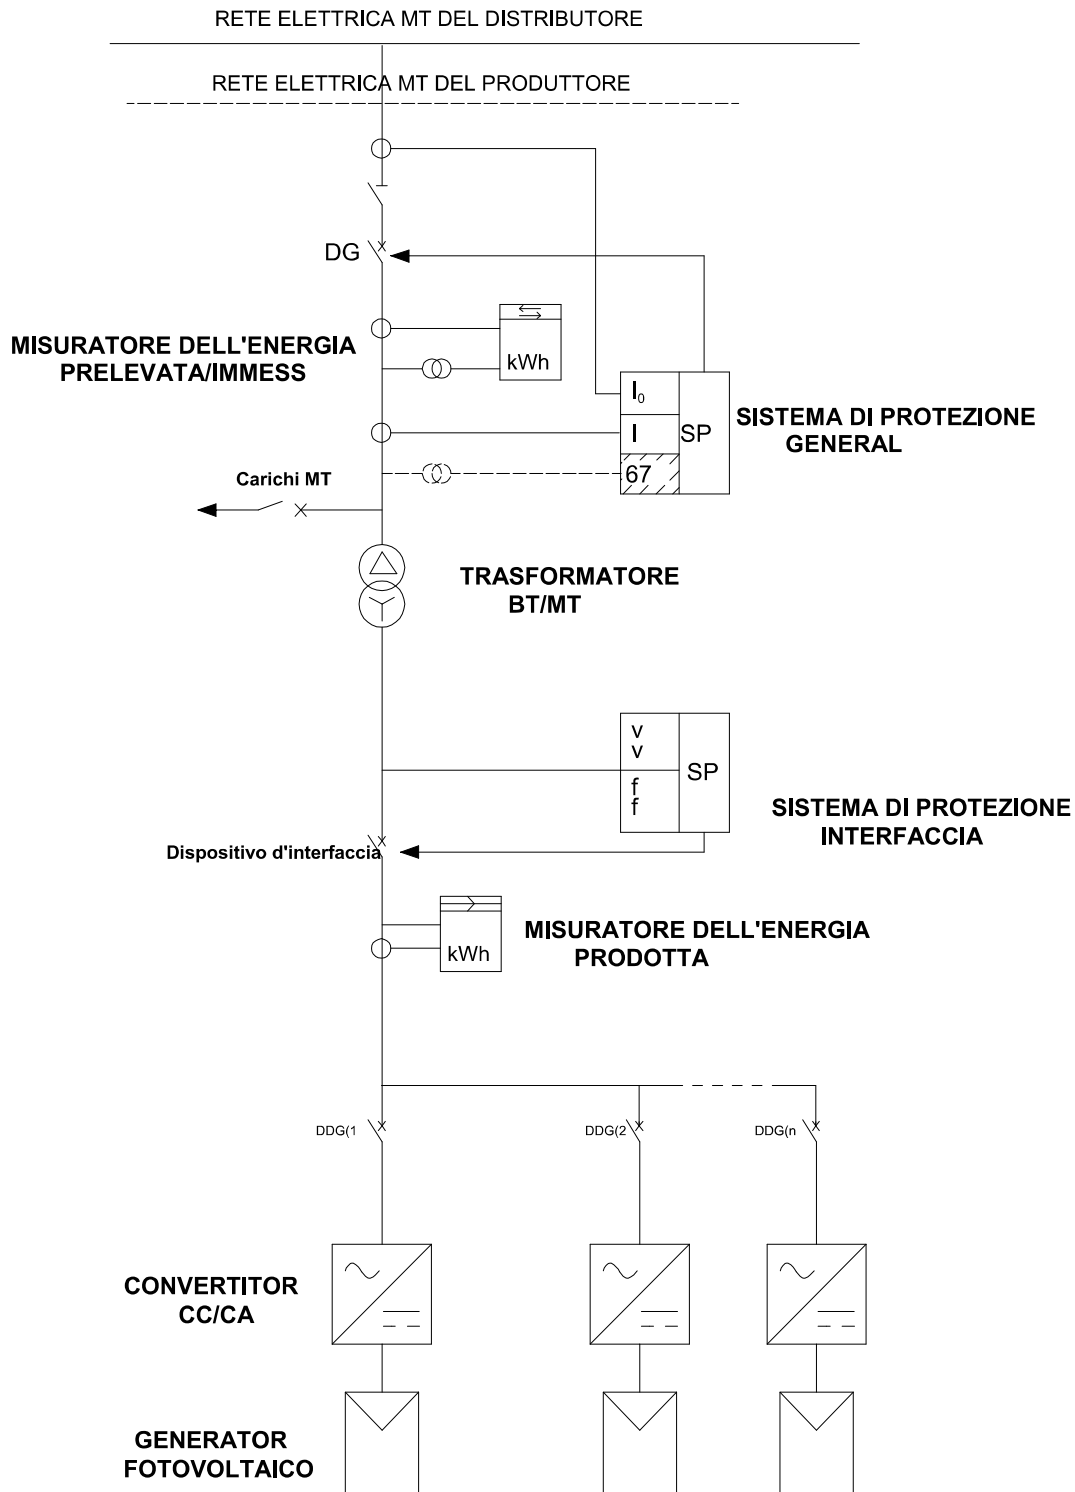 RETE ELETTRICA MT DEL DISTRIBUTORE
RETE ELETTRICA MT DEL PRODUTTORE
DG
MISURATORE DELL'ENERGIA
PRELEVATA/IMMESS
kWh
I0
I
67
SP
SISTEMA DI PROTEZIONE
GENERAL
Carichi MT
TRASFORMATORE
BT/MT
v
v
f
f
SP
SISTEMA DI PROTEZIONE
INTERFACCIA
Dispositivo d'interfaccia
kWh
MISURATORE DELL'ENERGIA
PRODOTTA
DDG(1
DDG(2
DDG(n
CONVERTITOR
CC/CA
GENERATOR
FOTOVOLTAICO